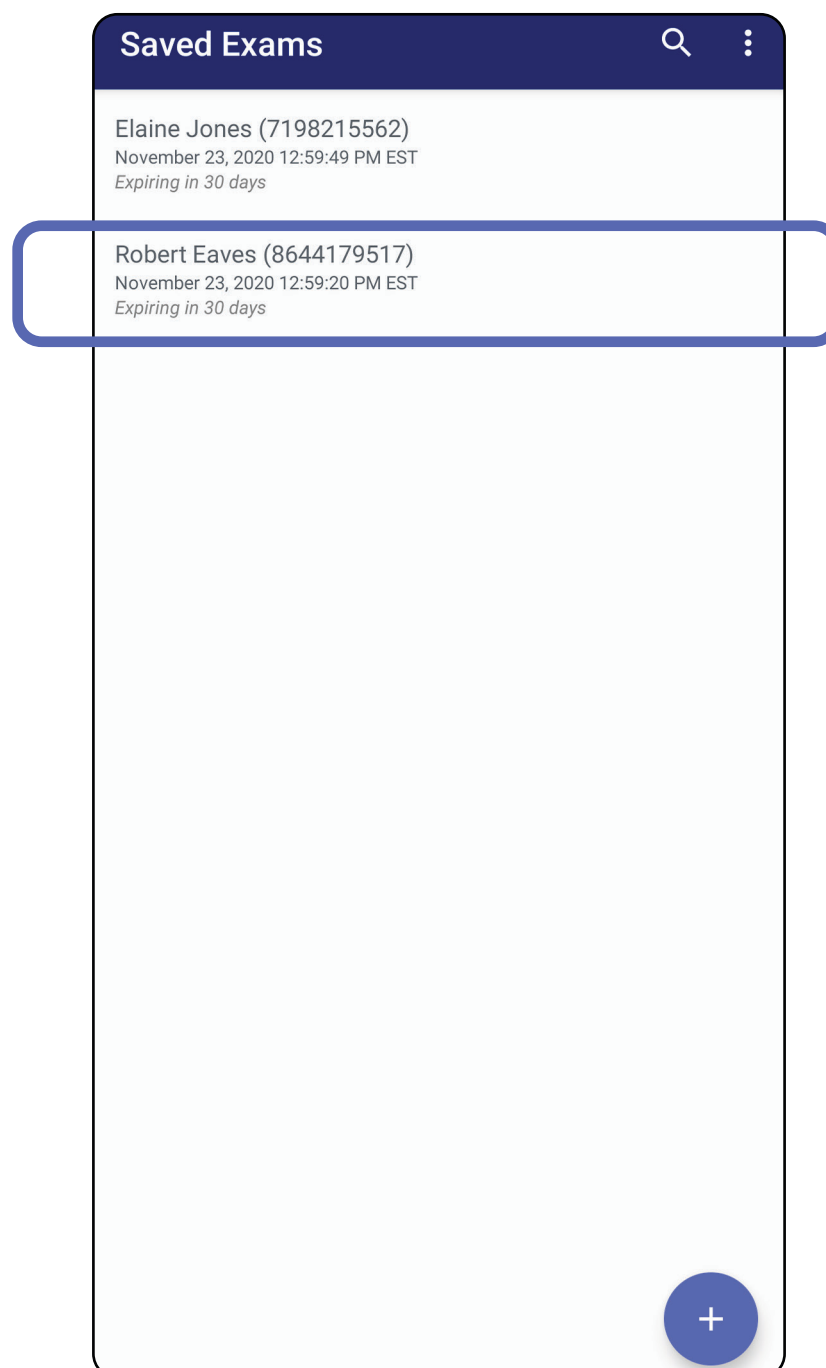 Saved Exams
Elaine Jones (7198215562)
November 23, 2020 12:59:49 PM EST
Expiring in 30 days
Robert Eaves (8644179517)
November 23, 2020 12:59:20 PM EST
Expiring in 30 days
+